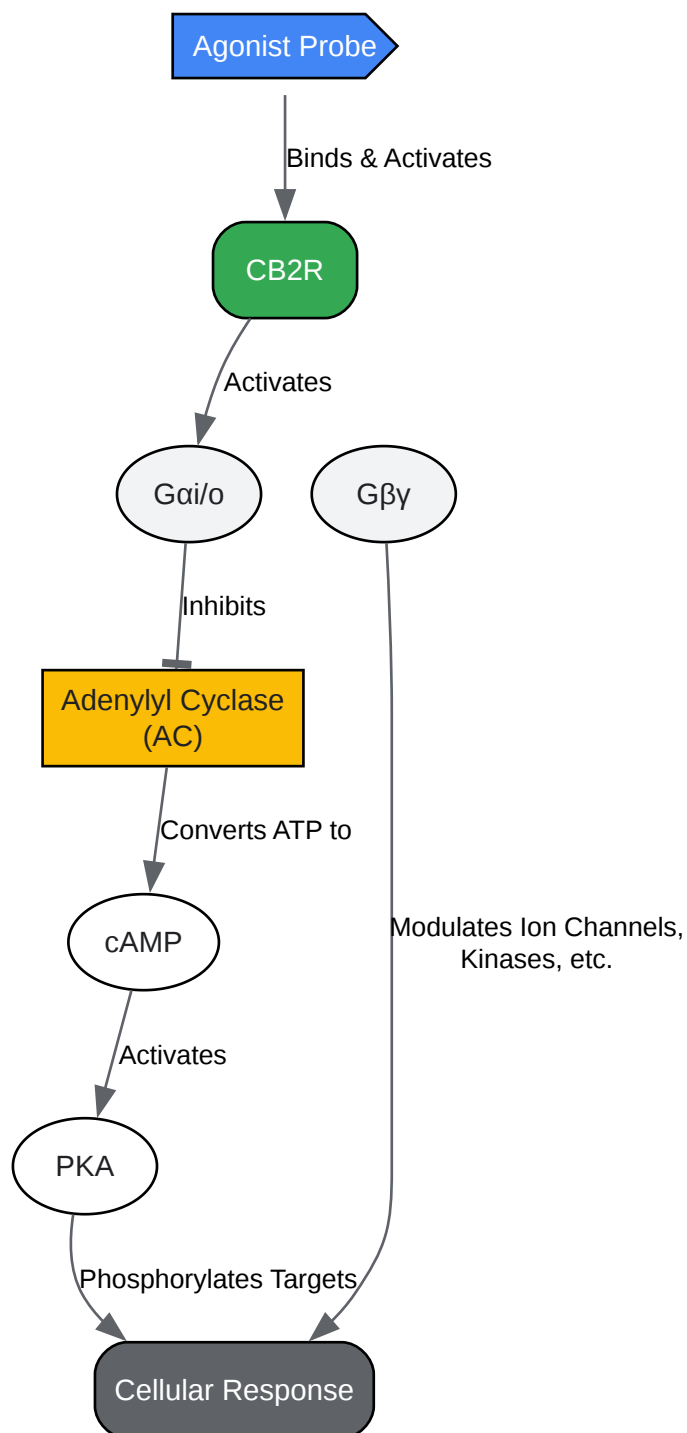 Agonist Probe
Binds & Activates
CB2R
Activates
Gαi/o
Gβγ
Inhibits
Adenylyl Cyclase
(AC)
Converts ATP to
cAMP
Modulates Ion Channels,
Kinases, etc.
Activates
PKA
Phosphorylates Targets
Cellular Response